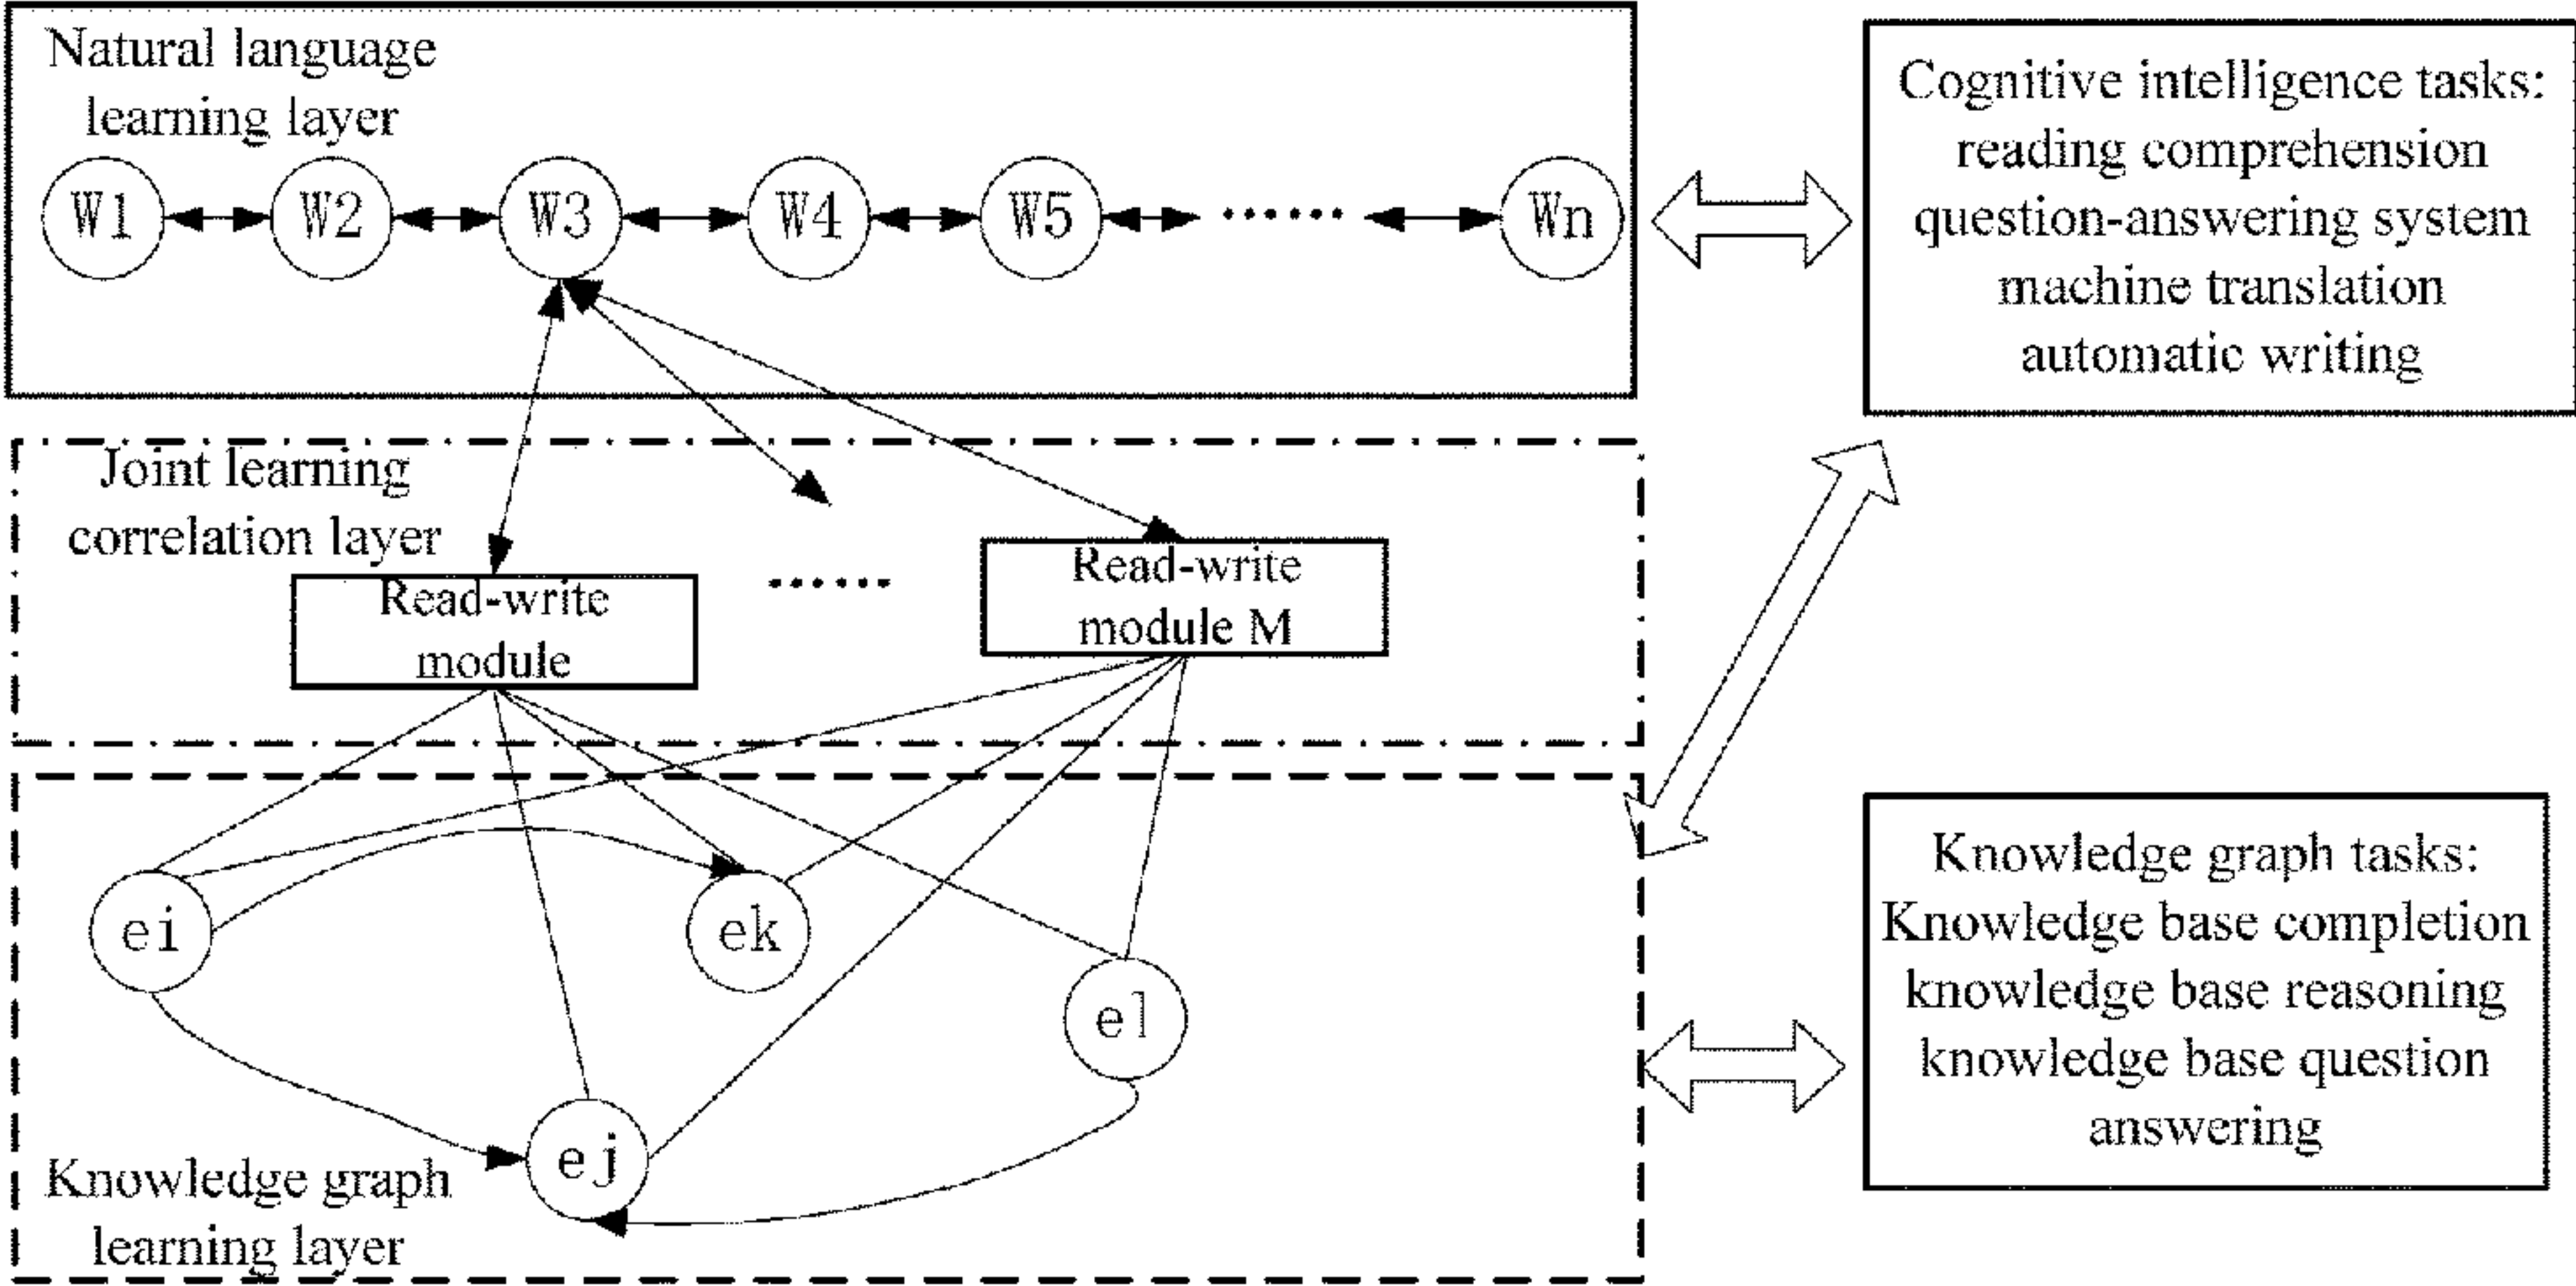 Natural language
learning layer
W1 W2 W3 W4 W5 ...... Wn
Cognitive intelligence tasks:
reading comprehension
question-answering system
machine translation
automatic writing
Joint learning
correlation layer
Read-write
module
......
Read-write
module M
ei
ek
el
ej
Knowledge graph
learning layer
Knowledge graph tasks:
Knowledge base completion
knowledge base reasoning
knowledge base question
answering